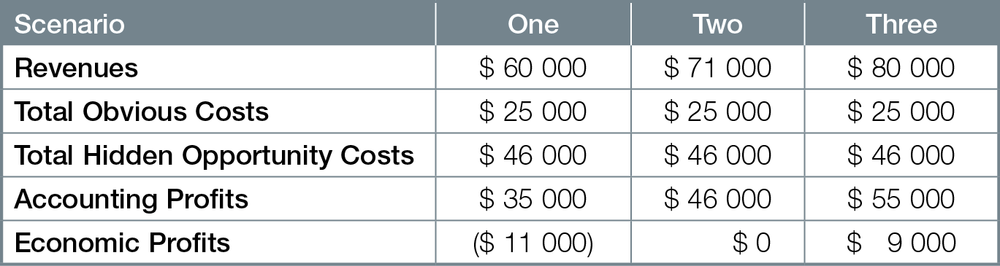 Scenario One Two Three
Revenues $ 60 000 $ 71 000 $ 80 000
Total Obvious Costs $ 25 000 $ 25 000 $ 25 000
Total Hidden Opportunity Costs $ 46 000 $ 46 000 $ 46 000
Accounting Profits $ 35 000 $ 46 000 $ 55 000
Economic Profits ($ 11 000) $ 0 $ 9 000